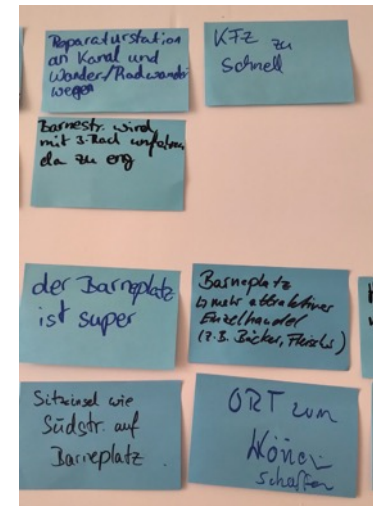 Reparaturstation
an Kanal und
Wander/Radwander
wegen
KFZ zu
schnell
Barnestr. wird
mit 3-Rad umfahren,
da zu eng
der Barneplatz
ist super
Barneplatz
↳ mehr attraktiver
Einzelhandel
(z.B. Bäcker, Fleischer)
Sitzinsel wie
Südstr. auf
Barneplatz
ORT zum
schaffen